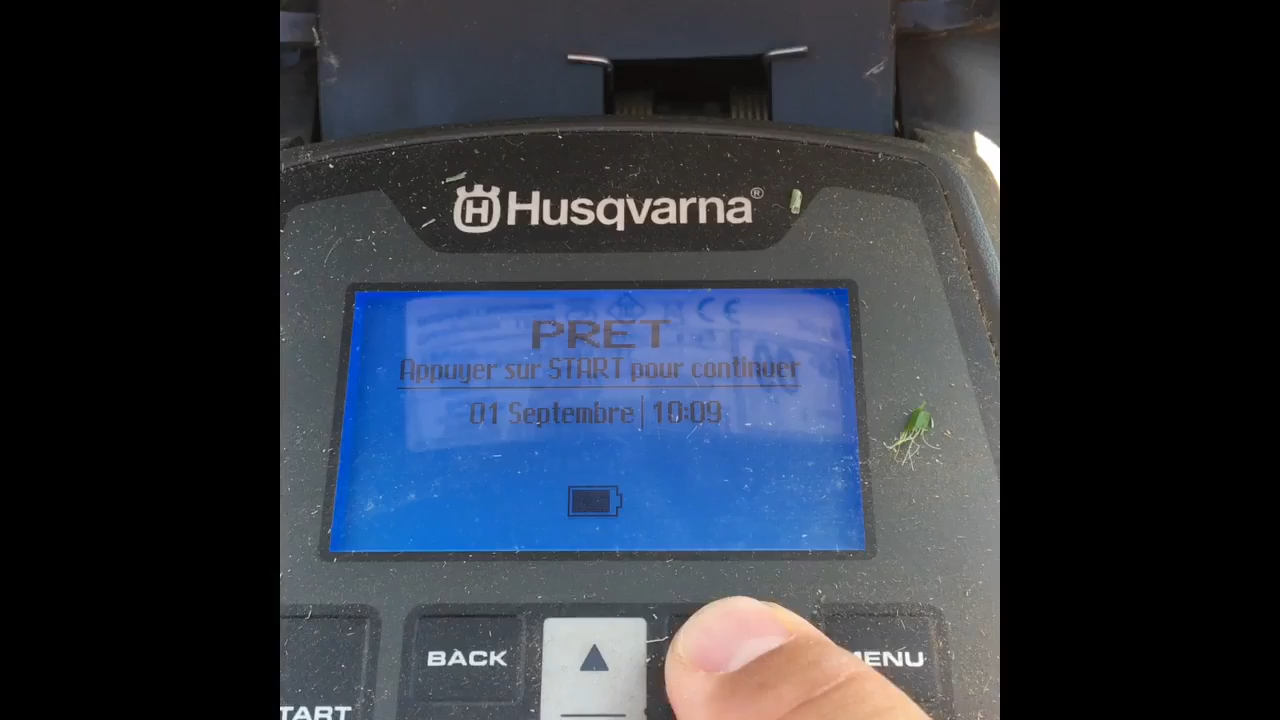 Husqvarna®
PRET
Appuyer sur START pour continuer
01 Septembre | 10:09
BACK
MENU
START